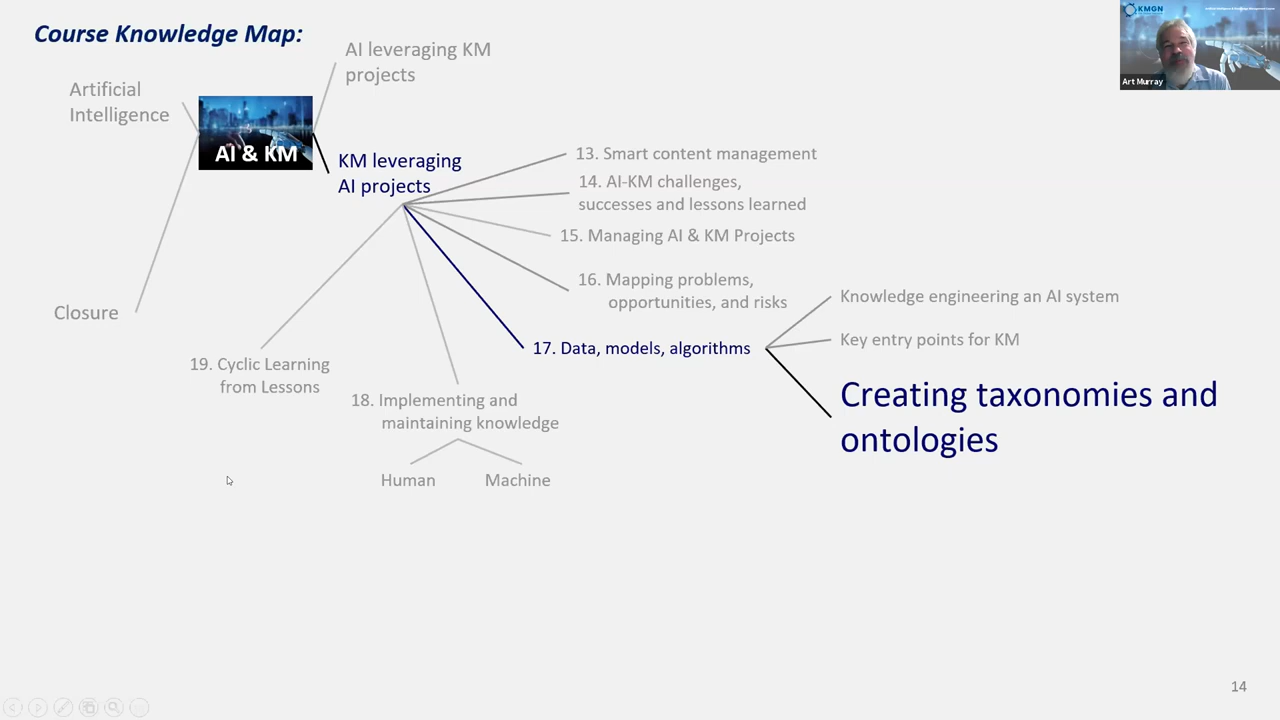 Course Knowledge Map:
KMGN
Art Murray
AI leveraging KM
projects
Artificial
Intelligence
AI & KM
KM leveraging
AI projects
13. Smart content management
14. AI-KM challenges,
successes and lessons learned
15. Managing AI & KM Projects
16. Mapping problems,
opportunities, and risks
Knowledge engineering an AI system
Closure
Key entry points for KM
17. Data, models, algorithms
19. Cyclic Learning
from Lessons
Creating taxonomies and
ontologies
18. Implementing and
maintaining knowledge
Human
Machine
14